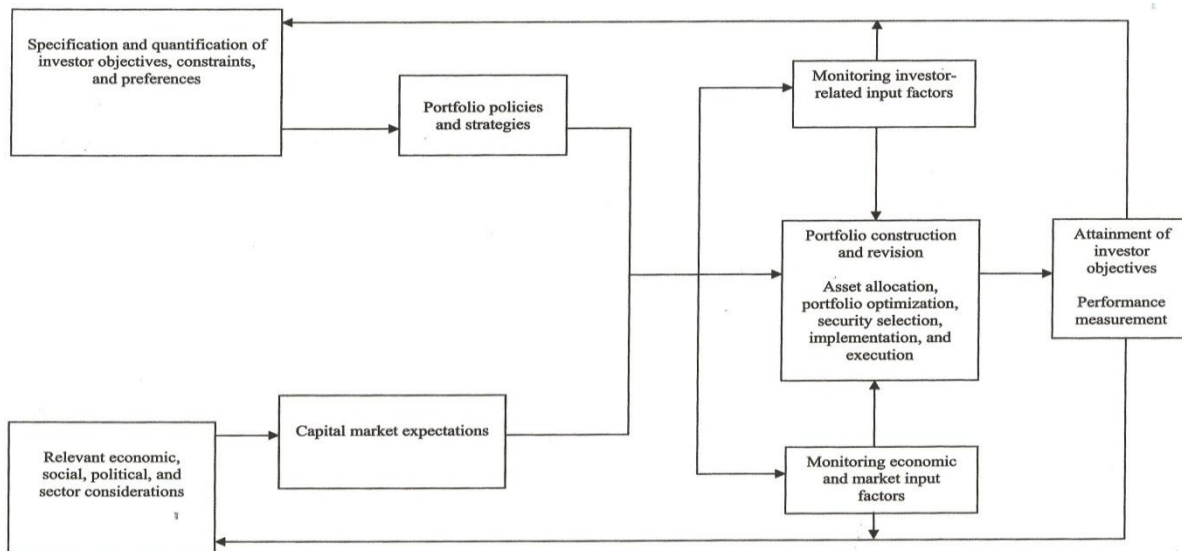 Specification and quantification of
investor objectives, constraints,
and preferences
Portfolio policies
and strategies
Monitoring investor-
related input factors
Portfolio construction
and revision
Asset allocation,
portfolio optimization,
security selection,
implementation, and
execution
Attainment of
investor
objectives
Performance
measurement
Capital market expectations
Relevant economic,
social, political, and
sector considerations
Monitoring economic
and market input
factors